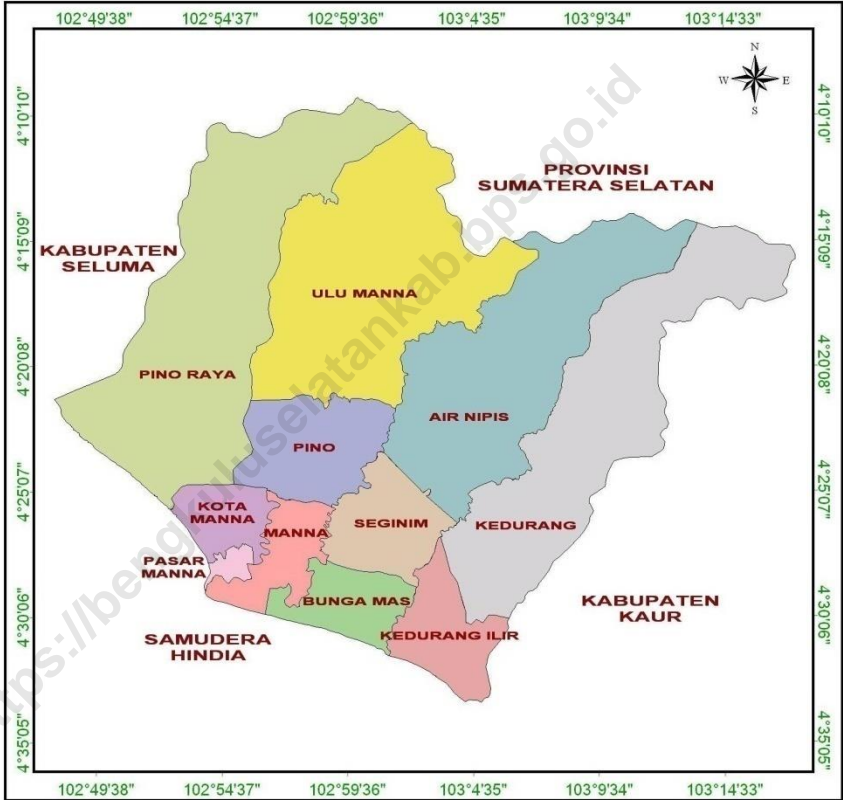 102°49'38" 102°54'37" 102°59'36" 103°4'35" 103°9'34" 103°14'33"
N
W E
S
4°10'10" 4°10'10"
PROVINSI
SUMATERA SELATAN
4°15'09" 4°15'09"
KABUPATEN
SELUMA
ULU MANNA
4°20'08" 4°20'08"
PINO RAYA
AIR NIPIS
PINO
4°25'07" 4°25'07"
KOTA
MANNA
MANNA
SEGINIM
KEDURANG
PASAR
MANNA
BUNGA MAS
KABUPATEN
KAUR
4°30'06" 4°30'06"
KEDURANG ILIR
SAMUDERA
HINDIA
4°35'05" 4°35'05"
102°49'38" 102°54'37" 102°59'36" 103°4'35" 103°9'34" 103°14'33"
https://bengkuluselatankab.bps.go.id